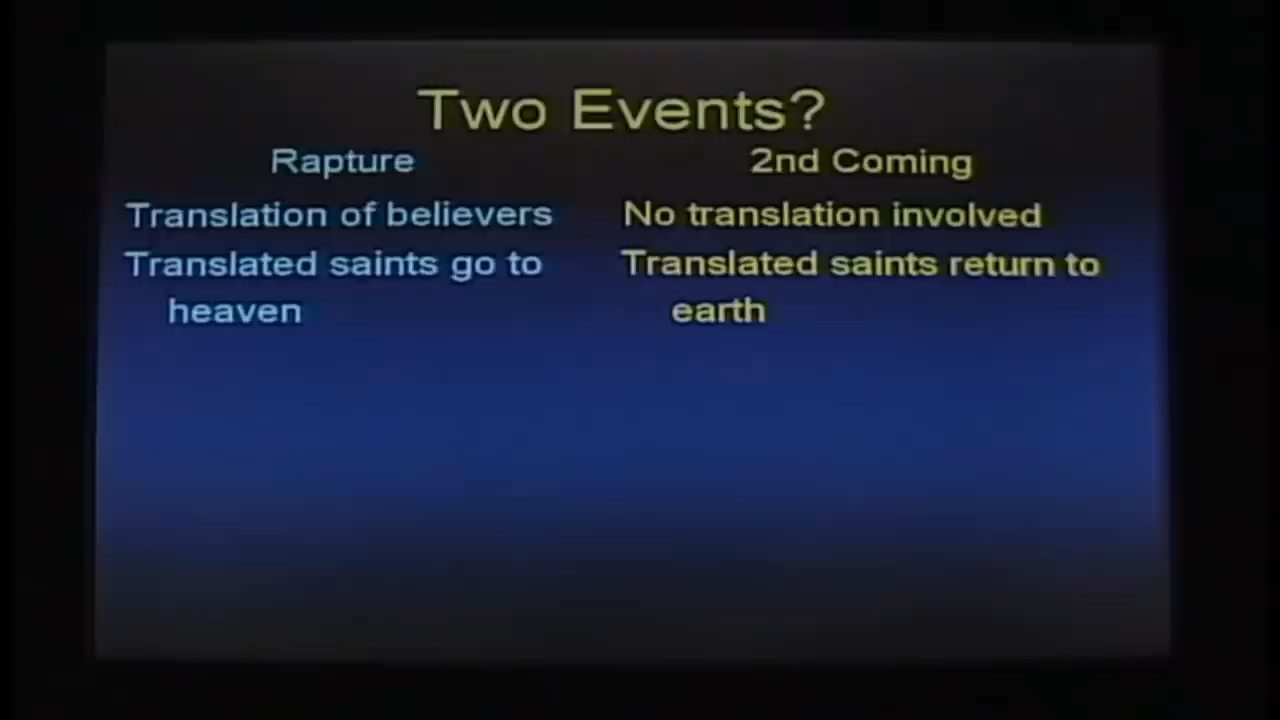 Two Events?
Rapture
2nd Coming
Translation of believers
No translation involved
Translated saints go to
heaven
Translated saints return to
earth